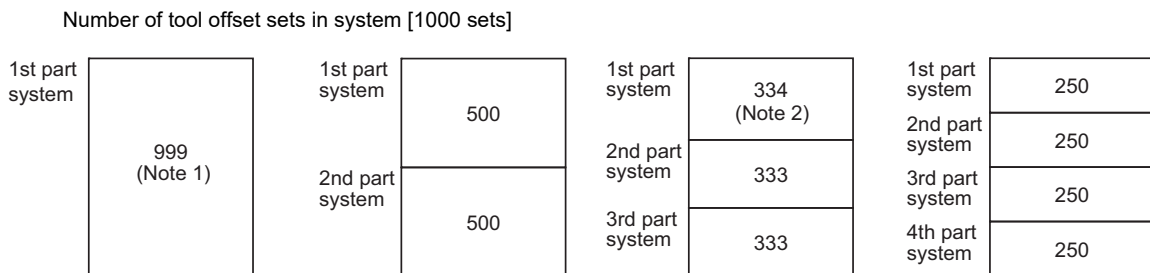 Number of tool offset sets in system [1000 sets]
1st part
system
999
(Note 1)
1st part
system
500
2nd part
system
500
1st part
system
334
(Note 2)
2nd part
system
333
3rd part
system
333
1st part
system
250
2nd part
system
250
3rd part
system
250
4th part
system
250